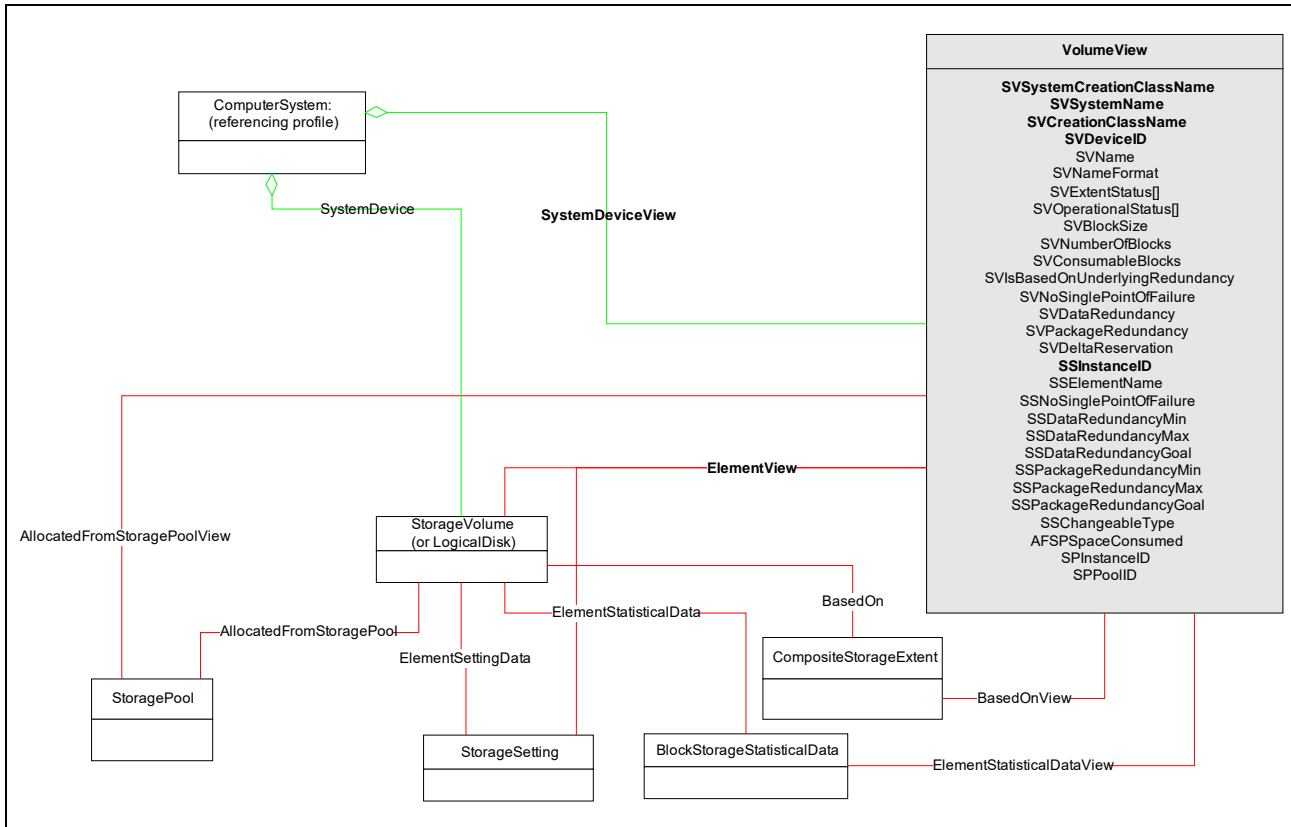 VolumeView
SVSystemCreationClassName
SVSystemName
SVCreationClassName
SVDeviceID
SVName
SVNameFormat
SVExtentStatus[]
SVOperationalStatus[]
SVBlockSize
SVNumberOfBlocks
SVConsumableBlocks
SVIsBasedOnUnderlyingRedundancy
SVNoSinglePointOfFailure
SVDataRedundancy
SVPackageRedundancy
SVDeltaReservation
SSInstanceID
SSElementName
SSNoSinglePointOfFailure
SSDataRedundancyMin
SSDataRedundancyMax
SSDataRedundancyGoal
SSPackageRedundancyMin
SSPackageRedundancyMax
SSPackageRedundancyGoal
SSChangeableType
AFSPSpaceConsumed
SPInstanceID
SPPoolID
ComputerSystem:
(referencing profile)
SystemDevice
SystemDeviceView
ElementView
AllocatedFromStoragePoolView
StorageVolume
(or LogicalDisk)
BasedOn
ElementStatisticalData
AllocatedFromStoragePool
ElementSettingData
CompositeStorageExtent
StoragePool
BasedOnView
StorageSetting
BlockStorageStatisticalData
ElementStatisticalDataView